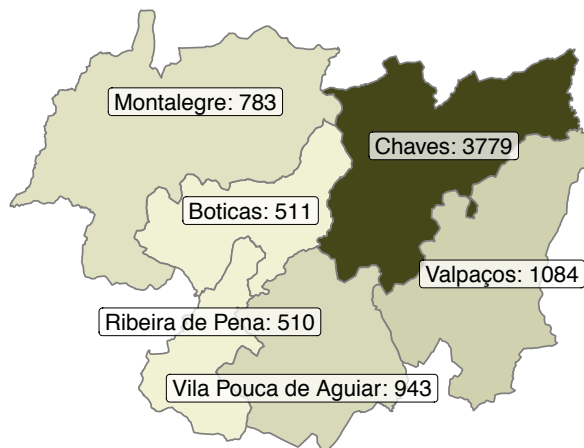 Montalegre: 783
Chaves: 3779
Boticas: 511
Valpaços: 1084
Ribeira de Pena: 510
Vila Pouca de Aguiar: 943